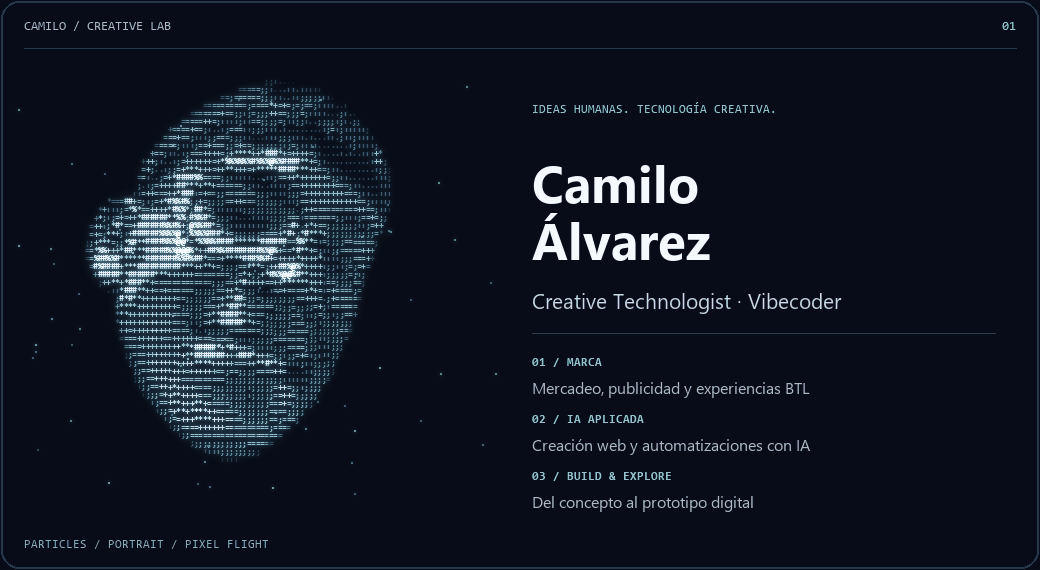 CAMILO / CREATIVE LAB
01
IDEAS HUMANAS. TECNOLOGÍA CREATIVA.
Camilo
Álvarez
Creative Technologist · Vibecoder
01 / MARCA
Mercadeo, publicidad y experiencias BTL
02 / IA APLICADA
Creación web y automatizaciones con IA
03 / BUILD & EXPLORE
Del concepto al prototipo digital
PARTICLES / PORTRAIT / PIXEL FLIGHT